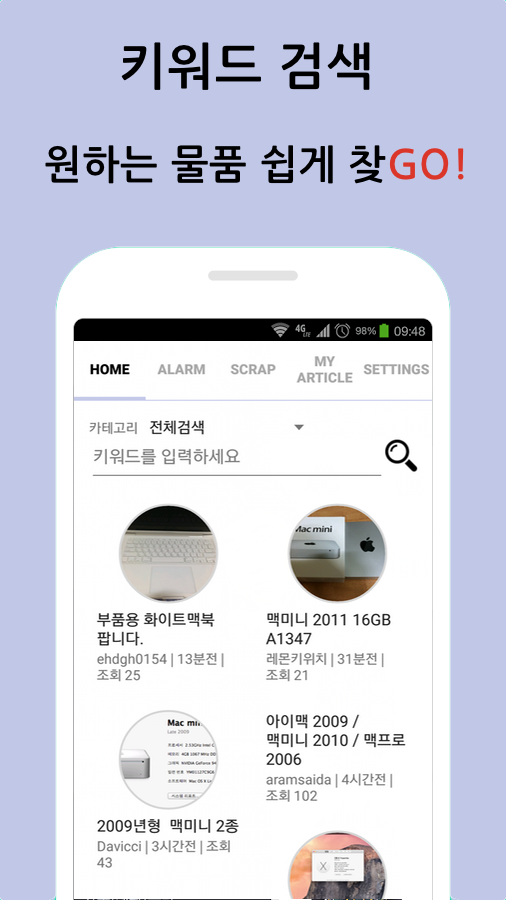 키워드 검색
원하는 물품 쉽게 찾GO!
4G LTE 98% 09:48
HOME ALARM SCRAP MY ARTICLE SETTINGS
카테고리 전체검색
키워드를 입력하세요
Mac mini
부품용 화이트맥북
팝니다.
ehdgh0154 | 13분전 |
조회 25
맥미니 2011 16GB
A1347
레몬키위치 | 31분전 |
조회 21
Mac mini
Late 2009
2009년형 맥미니 2종
Davicci | 3시간전 | 조회
43
아이맥 2009 /
맥미니 2010 / 맥프로
2006
aramsaida | 4시간전 |
조회 102